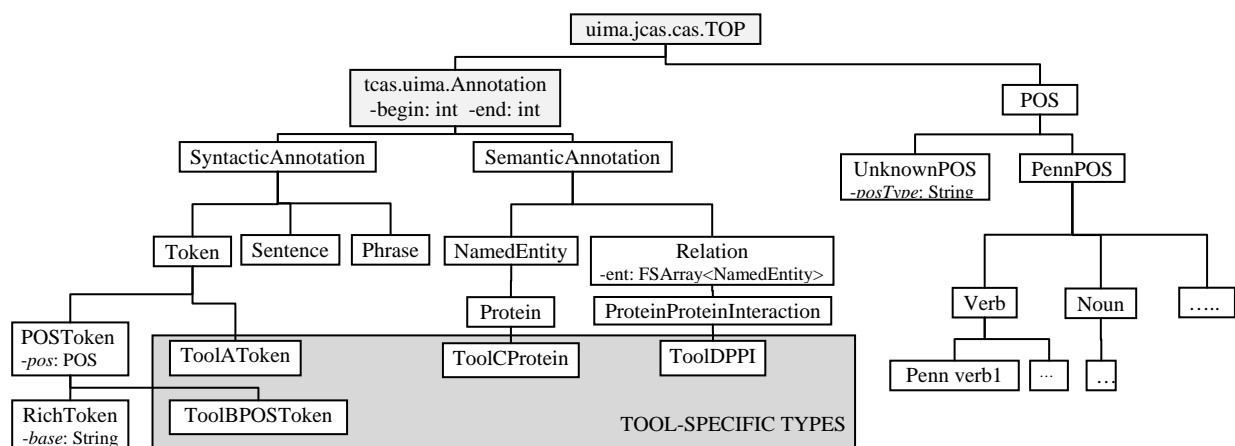 uima.jcas.cas.TOP
tcas.uima.Annotation
-begin: int -end: int
POS
SyntacticAnnotation
SemanticAnnotation
UnknownPOS
-posType: String
PennPOS
Token
Sentence
Phrase
NamedEntity
Relation
-ent: FSArray<NamedEntity>
Verb
Noun
…..
Protein
ProteinProteinInteraction
POSToken
-pos: POS
ToolAToken
ToolCProtein
ToolDPPI
Penn verb1
...
...
RichToken
-base: String
ToolBPOSToken
TOOL-SPECIFIC TYPES